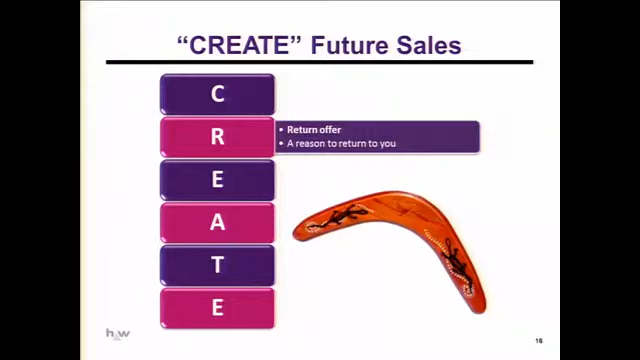 “CREATE” Future Sales
C
R
• Return offer
• A reason to return to you
E
A
T
E
h&w
16